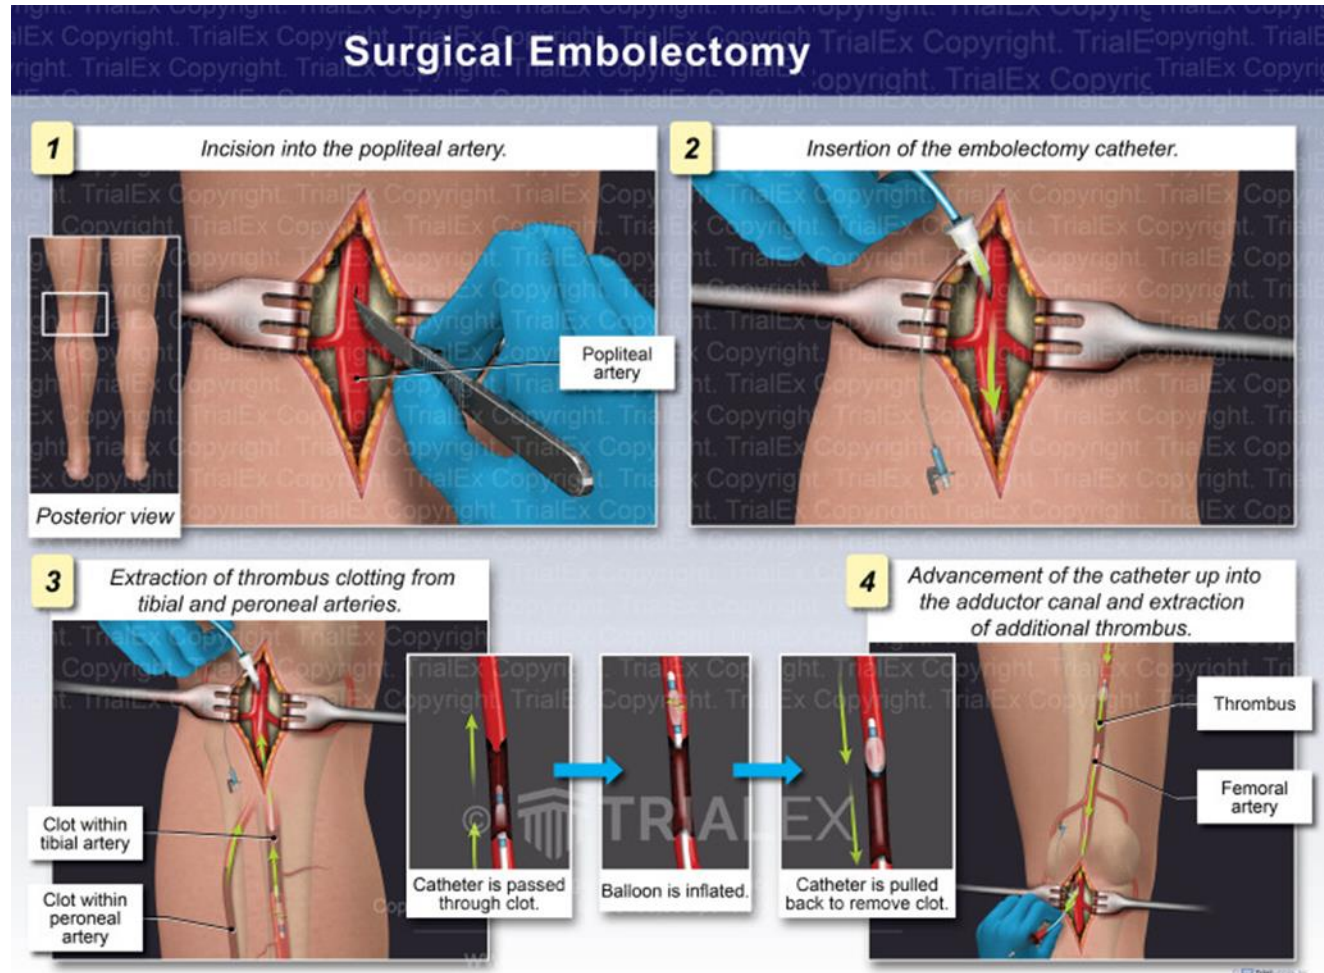 Surgical Embolectomy
1
Incision into the popliteal artery.
Popliteal
artery
Posterior view
2
Insertion of the embolectomy catheter.
3
Extraction of thrombus clotting from
tibial and peroneal arteries.
Clot within
tibial artery
Clot within
peroneal
artery
Catheter is passed
through clot.
Balloon is inflated.
Catheter is pulled
back to remove clot.
4
Advancement of the catheter up into
the adductor canal and extraction
of additional thrombus.
Thrombus
Femoral
artery
© TRIALEX
TrialEx Copyright.